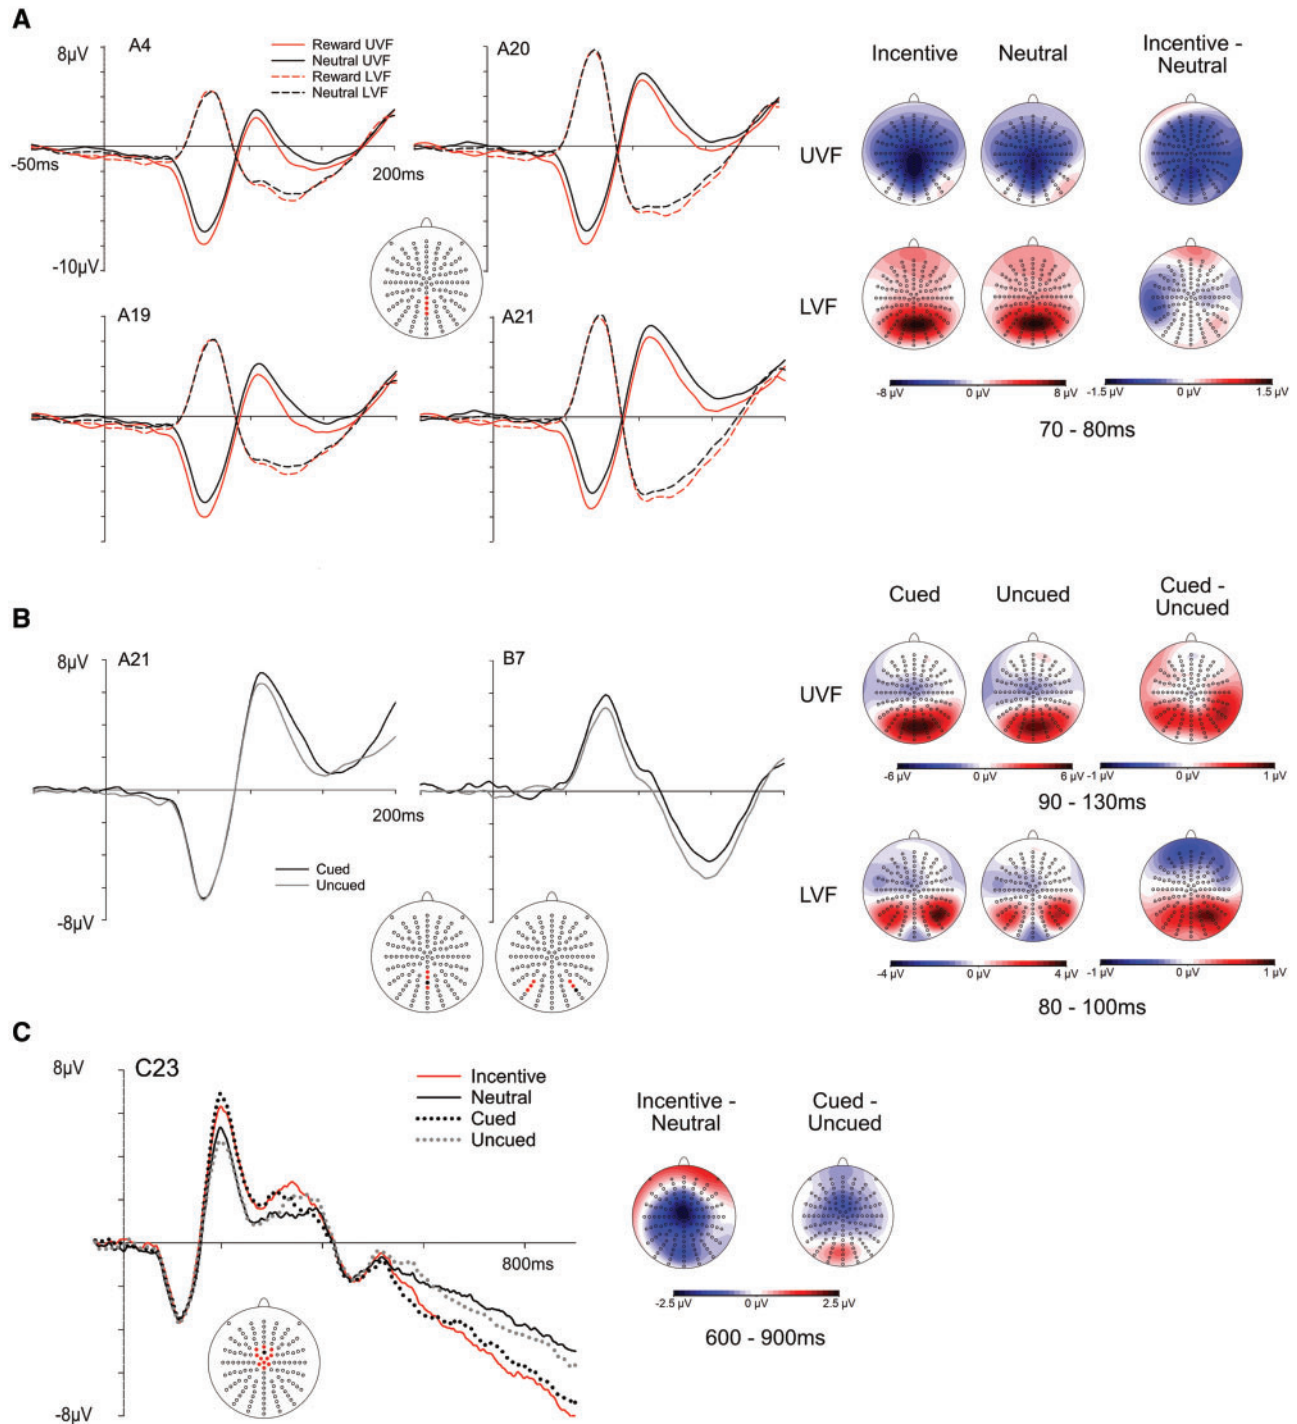 A
A4
8µV
-50ms
200ms
-10µV
Reward UVF
Neutral UVF
Reward LVF
Neutral LVF
A20
A19
A21
Incentive
Neutral
Incentive -
Neutral
UVF
LVF
-8 µV
0 µV
8 µV
-1.5 µV
0 µV
1.5 µV
70 - 80ms
B
A21
8µV
200ms
-8µV
Cued
Uncued
B7
Cued
Uncued
Cued -
Uncued
UVF
-6 µV
0 µV
6 µV
-1 µV
0 µV
1 µV
90 - 130ms
LVF
-4 µV
0 µV
4 µV
-1 µV
0 µV
1 µV
80 - 100ms
C
8µV
C23
Incentive
Neutral
Cued
Uncued
800ms
-8µV
Incentive -
Neutral
Cued -
Uncued
-2.5 µV
0 µV
2.5 µV
600 - 900ms